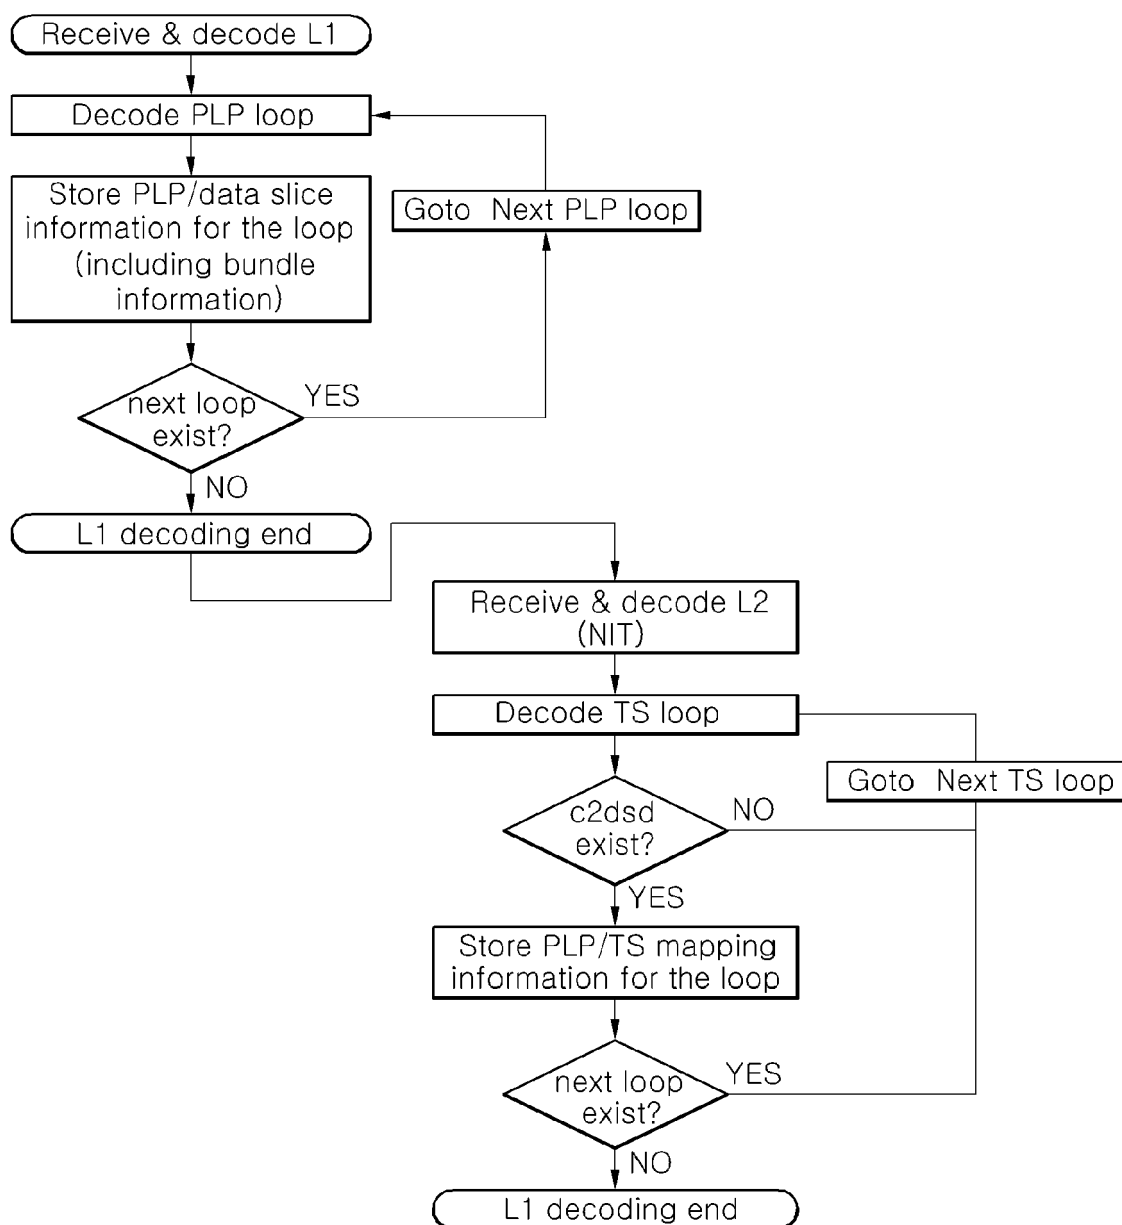 Receive & decode L1
Decode PLP loop
Store PLP/data slice
information for the loop
(including bundle
information)
Goto Next PLP loop
next loop
exist?
YES
NO
L1 decoding end
Receive & decode L2
(NIT)
Decode TS loop
Goto Next TS loop
c2dsd
exist?
NO
YES
Store PLP/TS mapping
information for the loop
next loop
exist?
YES
NO
L1 decoding end